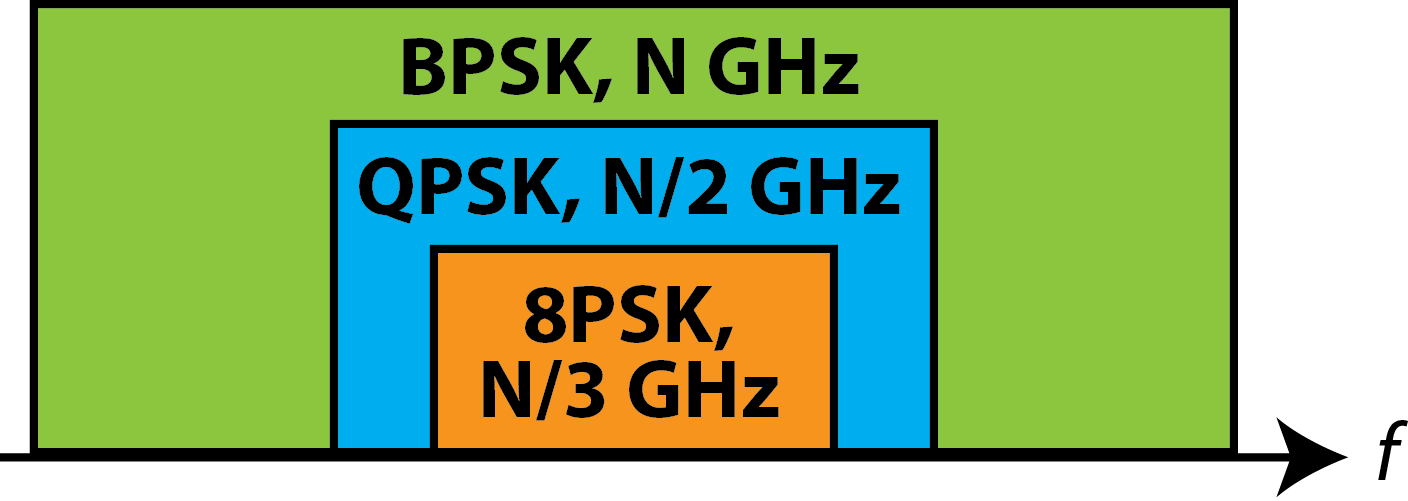 BPSK, N GHz
QPSK, N/2 GHz
8PSK,
N/3 GHz
f